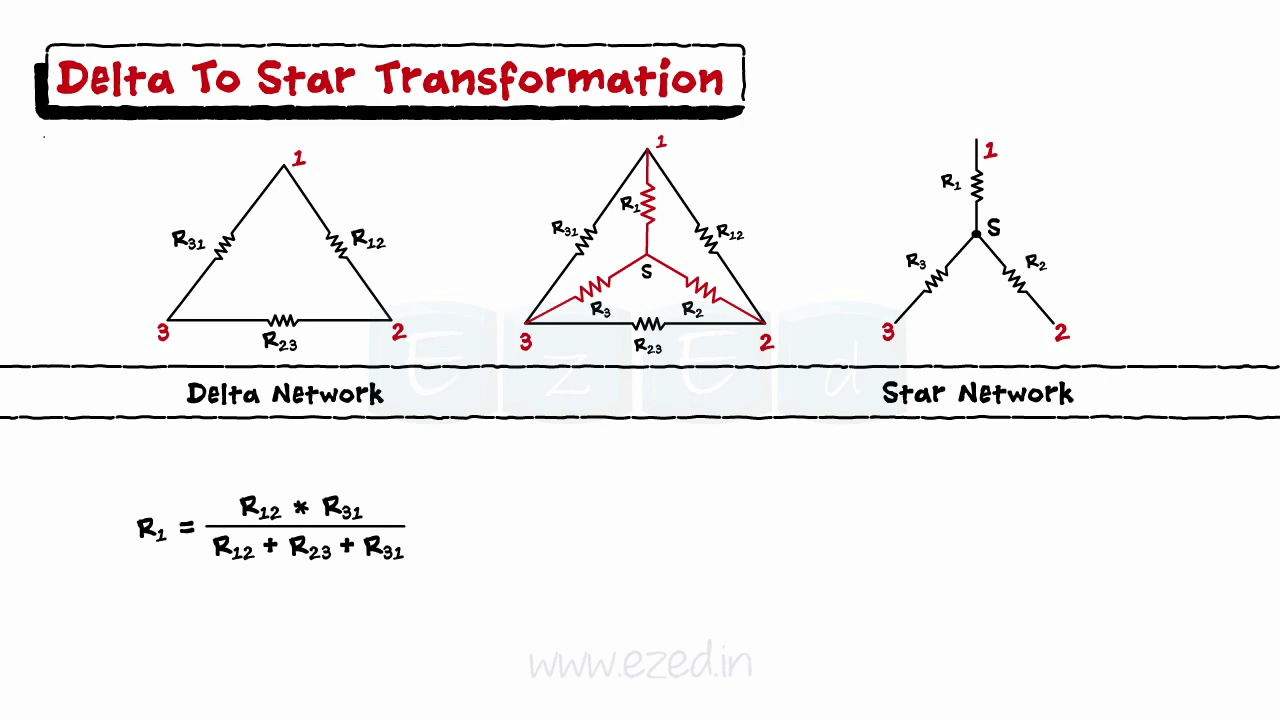 Delta To Star Transformation
1
R31
R12
3
2
R23
1
R31
R1
R12
S
R3
R2
3
2
R23
1
R1
S
R3
R2
3
2
EzEd
Delta Network
Star Network
R1 = R12 * R31
R12 + R23 + R31
www.ezed.in